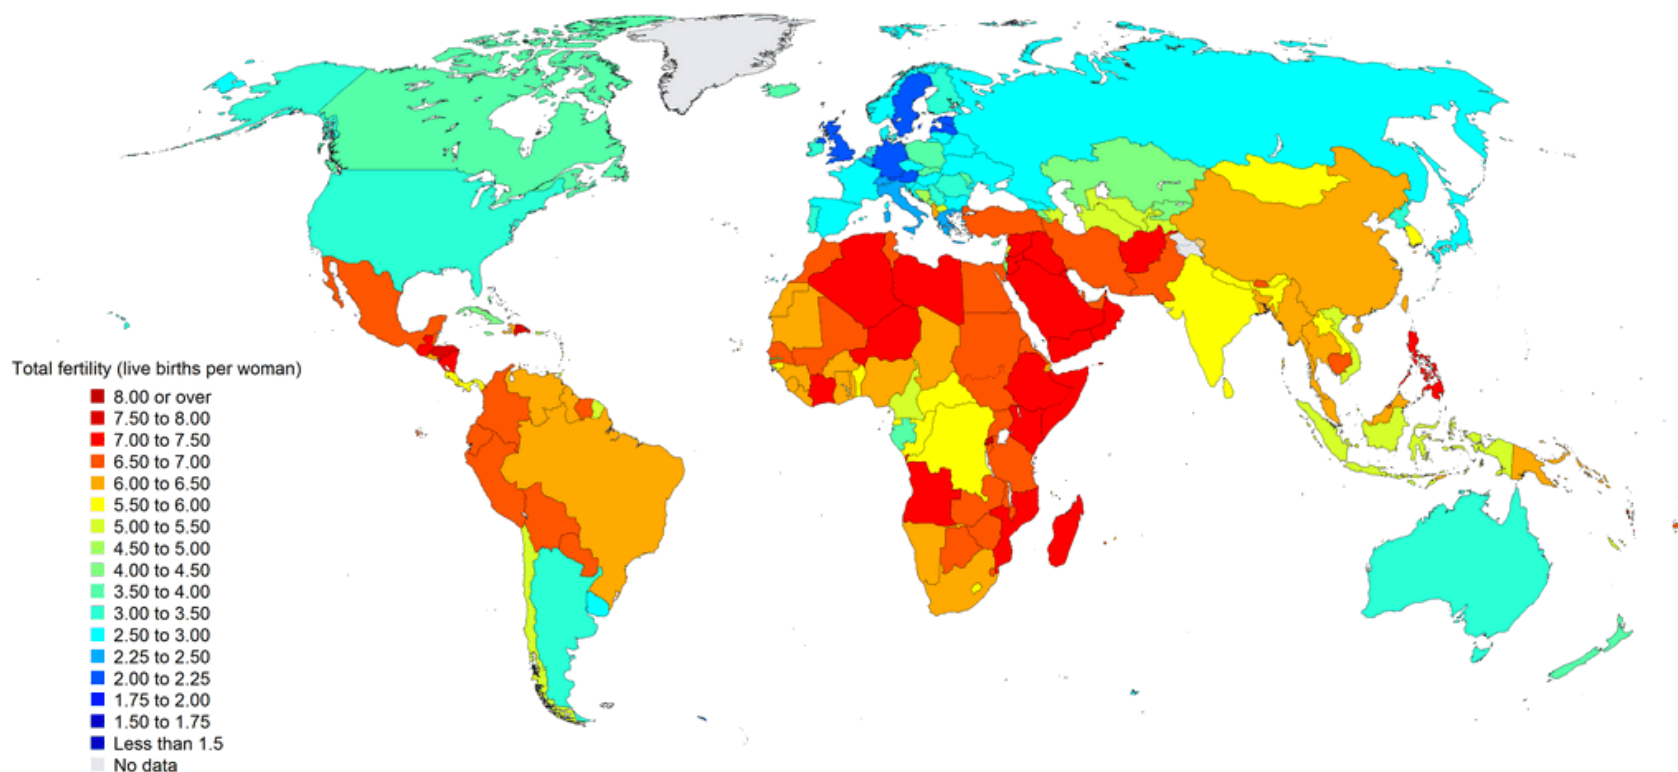 Total fertility (live births per woman)
8.00 or over
7.50 to 8.00
7.00 to 7.50
6.50 to 7.00
6.00 to 6.50
5.50 to 6.00
5.00 to 5.50
4.50 to 5.00
4.00 to 4.50
3.50 to 4.00
3.00 to 3.50
2.50 to 3.00
2.25 to 2.50
2.00 to 2.25
1.75 to 2.00
1.50 to 1.75
Less than 1.5
No data